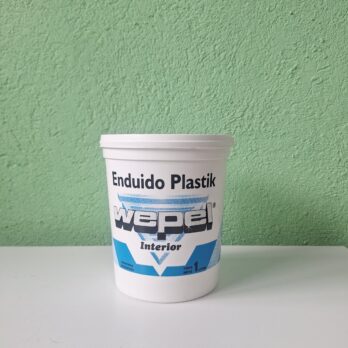 Enduido Plastik
wepel®
Interior
1